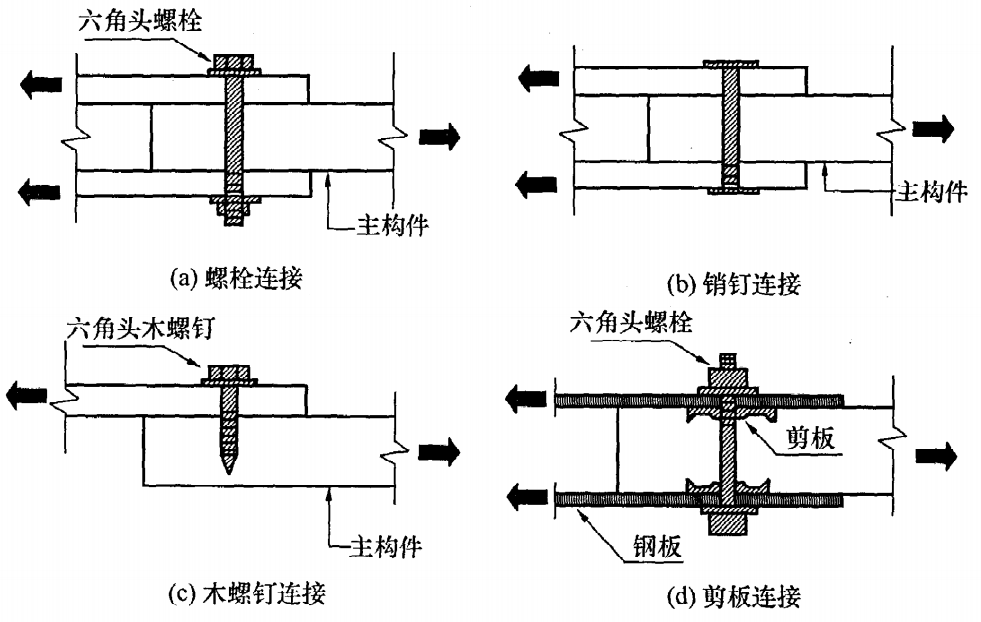 六角头螺栓
主构件
(a) 螺栓连接
主构件
(b) 销钉连接
六角头木螺钉
主构件
(c) 木螺钉连接
六角头螺栓
剪板
钢板
(d) 剪板连接